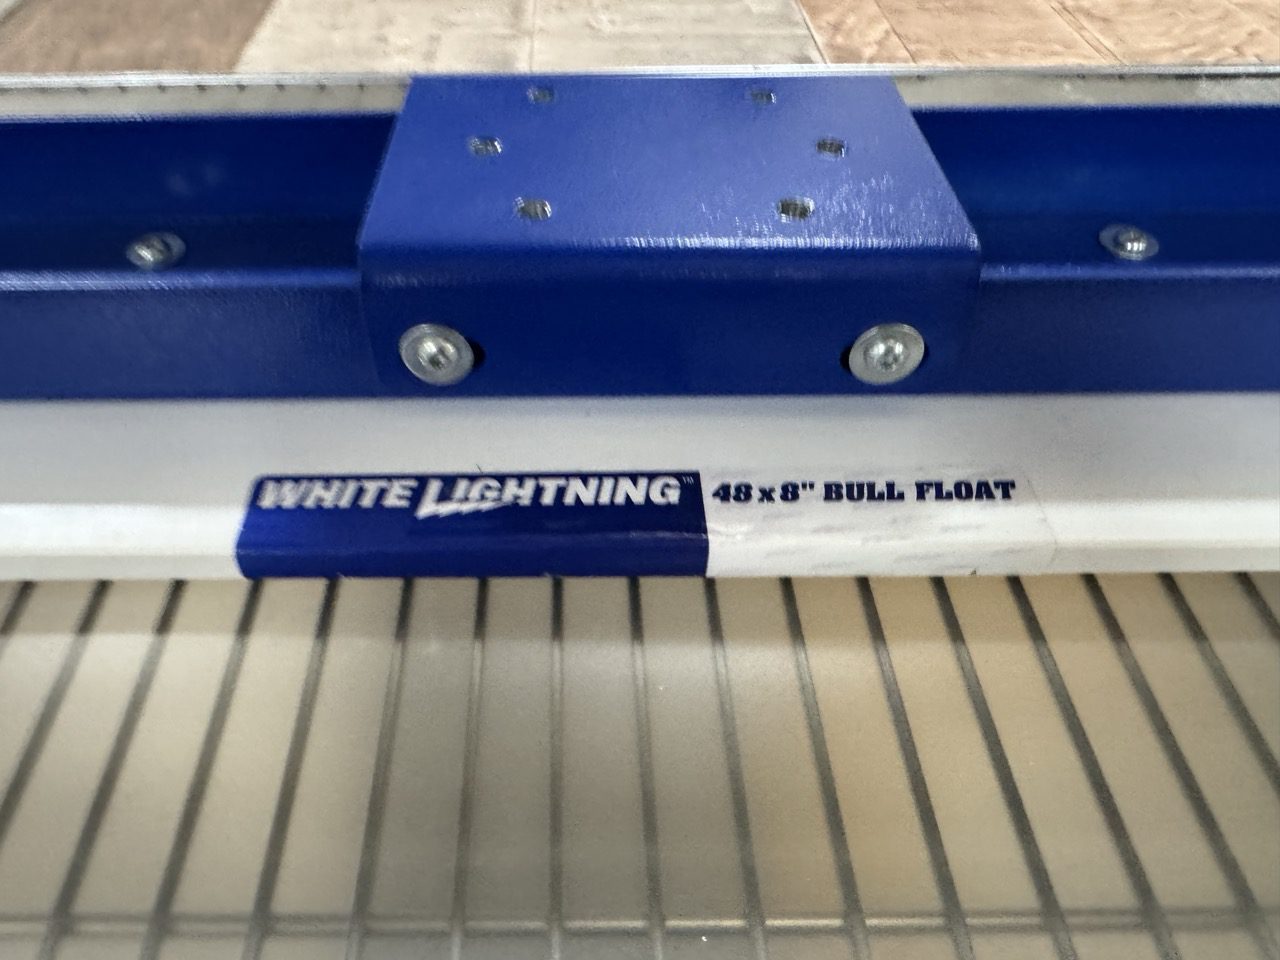 WHITE LIGHTNING™ 48 x 8" BULL FLOAT